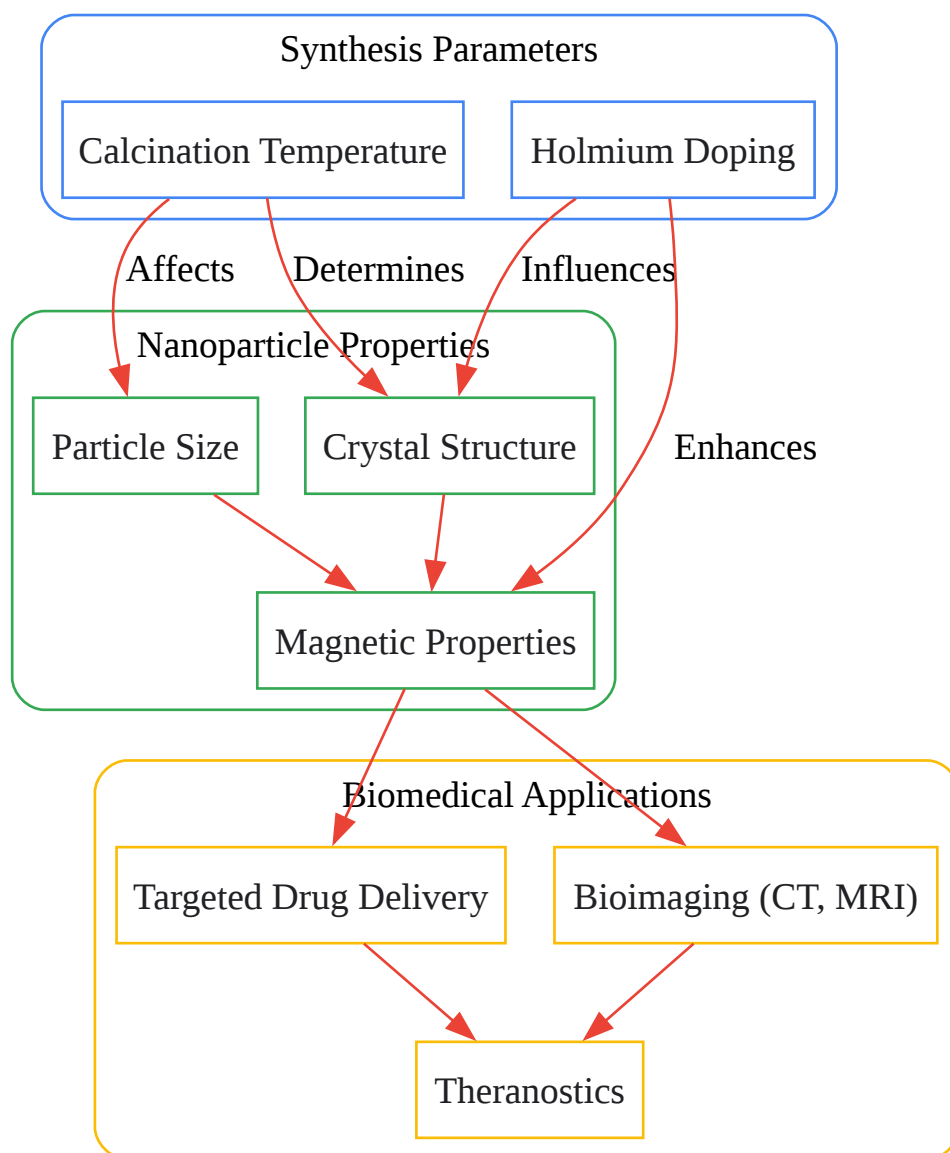 Synthesis Parameters
Calcination Temperature
Holmium Doping
Affects
Determines
Influences
Nanoparticle Properties
Particle Size
Crystal Structure
Enhances
Magnetic Properties
Biomedical Applications
Targeted Drug Delivery
Bioimaging (CT, MRI)
Theranostics